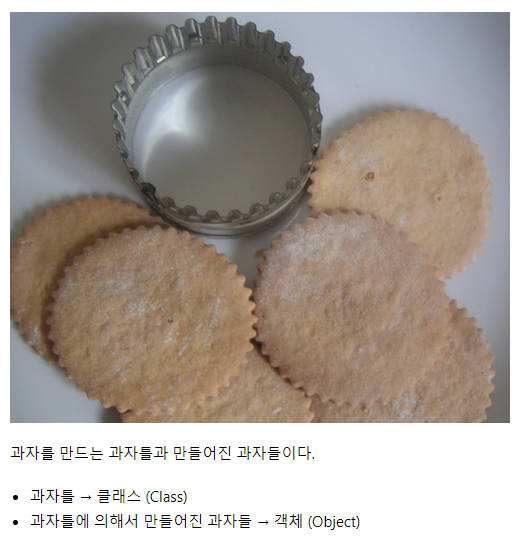 과자를 만드는 과자틀과 만들어진 과자들이다.
• 과자틀 → 클래스 (Class)
• 과자틀에 의해서 만들어진 과자들 → 객체 (Object)